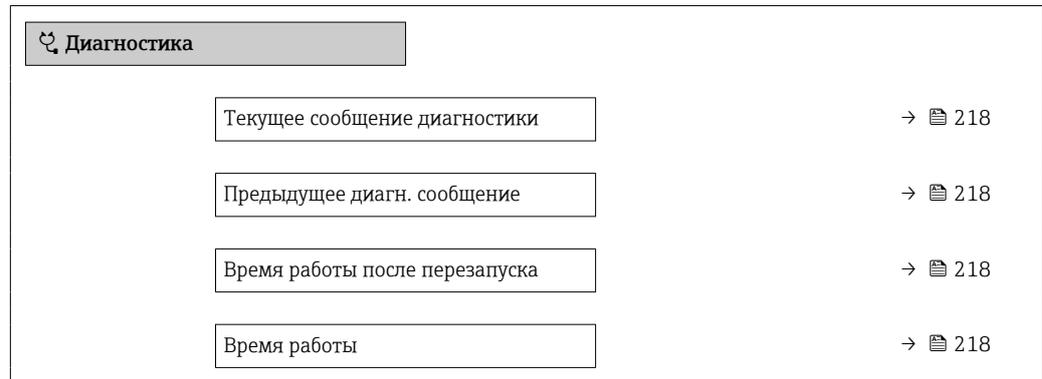 Диагностика
Текущее сообщение диагностики → 218
Предыдущее диагн. сообщение → 218
Время работы после перезапуска → 218
Время работы → 218